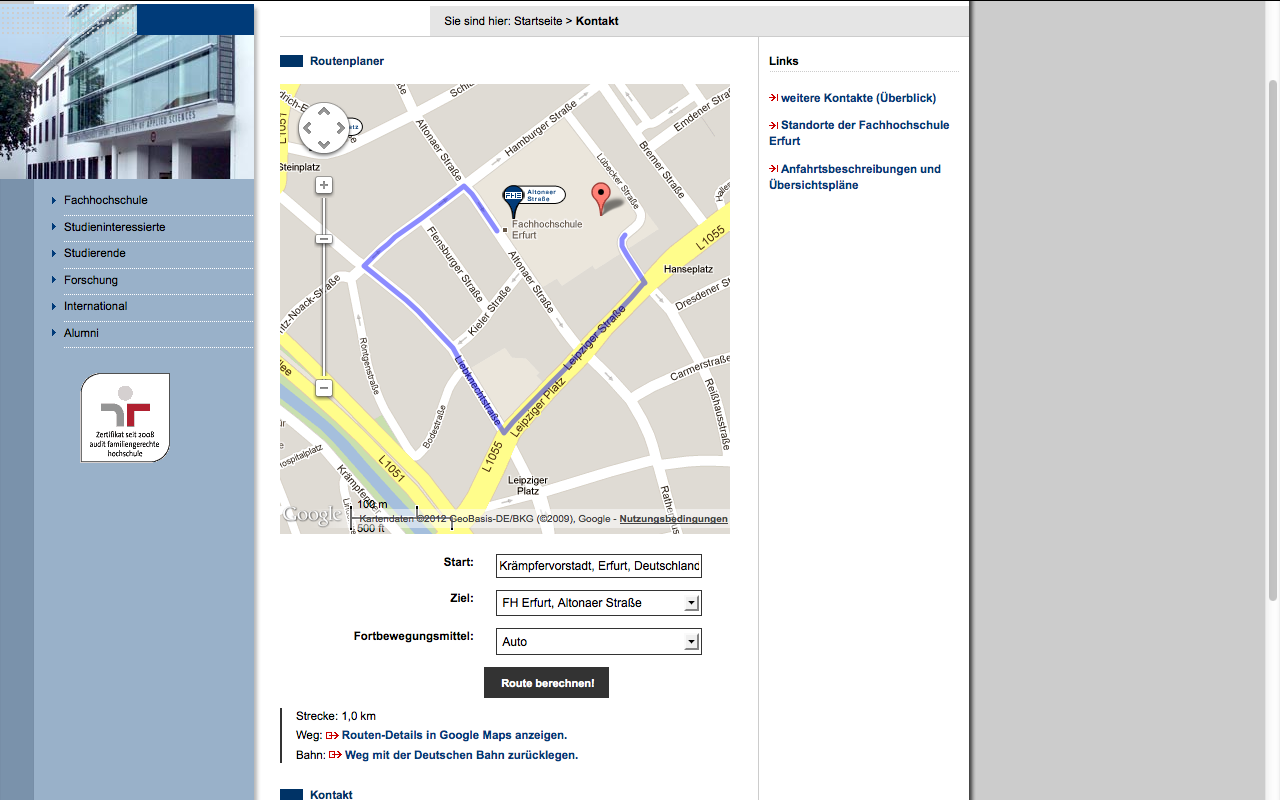 UNIVERSITY OF APPLIED SCIENCES
Sie sind hier: Startseite > Kontakt
Fachhochschule
Studieninteressierte
Studierende
Forschung
International
Alumni
Zertifikat seit 2008
audit familiengerechte
hochschule
Routenplaner
L1051
Steinplatz
Altonaer Straße
Hamburger Straße
Lübecker Straße
Bremer Straße
Emdener Straße
FHE
Altonaer
Straße
Fachhochschule
Erfurt
Flensburger Straße
Altonaer Straße
Kieler Straße
L1055
Hanseplatz
Dresdener
Röntgenstraße
Liebknechtstraße
Leipziger Straße
Leipziger Platz
Carmerstraße
Reißhausstraße
Bodestraße
L1055
L1051
Leipziger
Platz
Google
100 m
500 ft
Kartendaten ©2012 GeoBasis-DE/BKG (©2009), Google - Nutzungsbedingungen
Start:
Krämpfervorstadt, Erfurt, Deutschland
Ziel:
FH Erfurt, Altonaer Straße
Fortbewegungsmittel:
Auto
Route berechnen!
Strecke: 1,0 km
Weg: Routen-Details in Google Maps anzeigen.
Bahn: Weg mit der Deutschen Bahn zurücklegen.
Kontakt
Links
weitere Kontakte (Überblick)
Standorte der Fachhochschule
Erfurt
Anfahrtsbeschreibungen und
Übersichtspläne